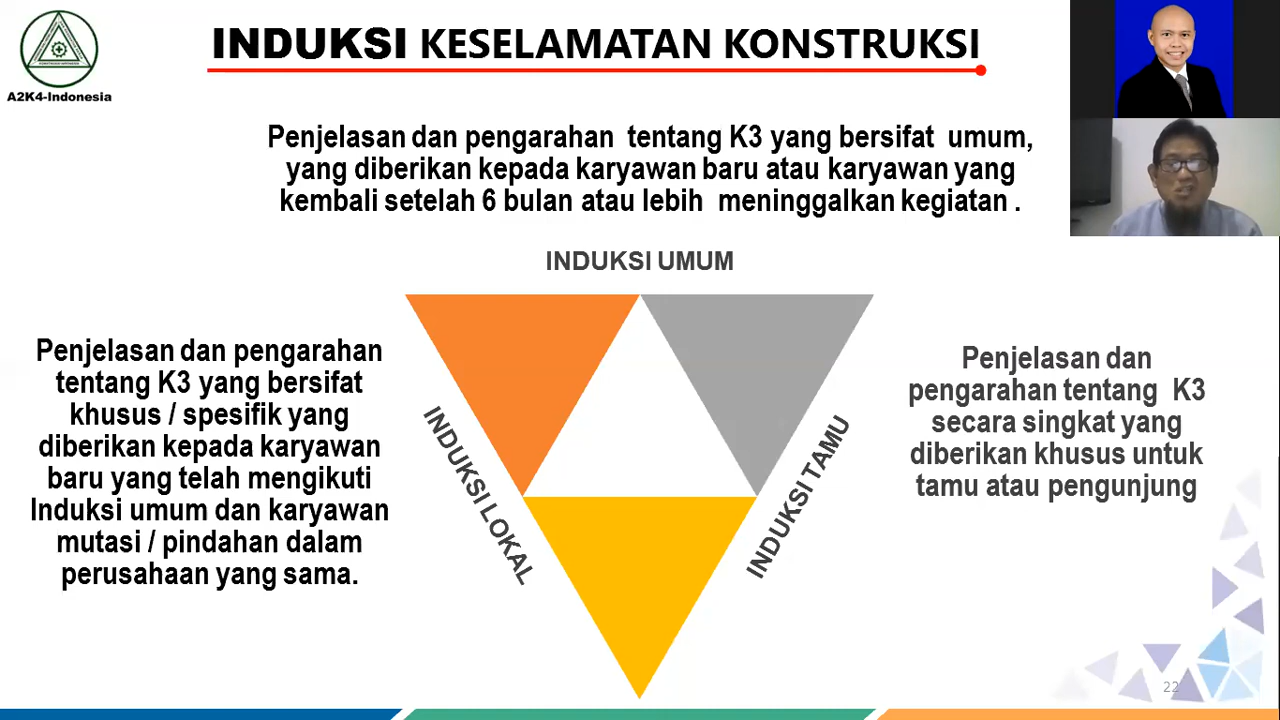 A2K4-Indonesia
INDUKSI KESELAMATAN KONSTRUKSI
Penjelasan dan pengarahan tentang K3 yang bersifat umum,
yang diberikan kepada karyawan baru atau karyawan yang
kembali setelah 6 bulan atau lebih meninggalkan kegiatan .
INDUKSI UMUM
Penjelasan dan pengarahan
tentang K3 yang bersifat
khusus / spesifik yang
diberikan kepada karyawan
baru yang telah mengikuti
Induksi umum dan karyawan
mutasi / pindahan dalam
perusahaan yang sama.
INDUKSI LOKAL
INDUKSI TAMU
Penjelasan dan
pengarahan tentang K3
secara singkat yang
diberikan khusus untuk
tamu atau pengunjung
22